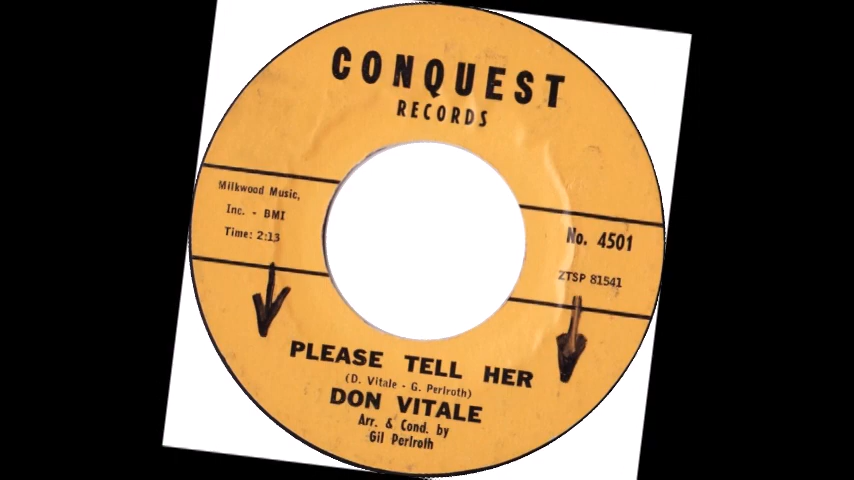 CONQUEST
RECORDS
Milkwood Music,
Inc. - BMI
Time: 2:13
No. 4501
ZTSP 81541
PLEASE TELL HER
(D. Vitale - G. Perlroth)
DON VITALE
Arr. & Cond. by
Gil Perlroth